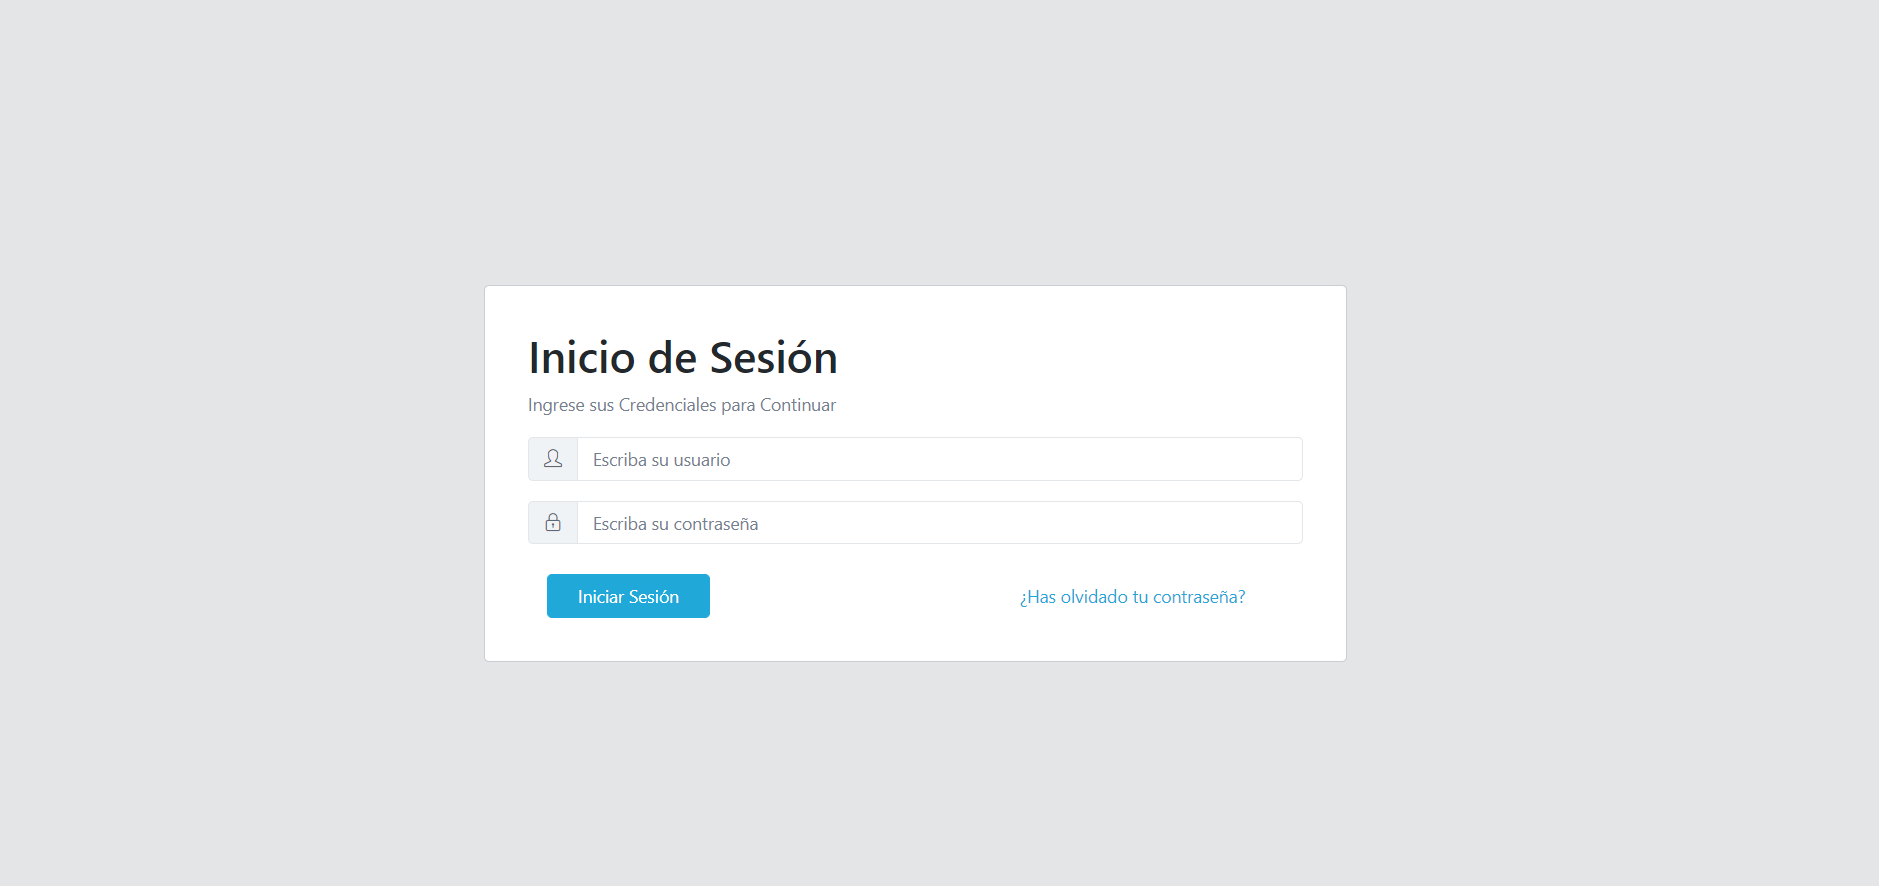 Inicio de Sesión
Ingrese sus Credenciales para Continuar
Escriba su usuario
Escriba su contraseña
Iniciar Sesión
¿Has olvidado tu contraseña?